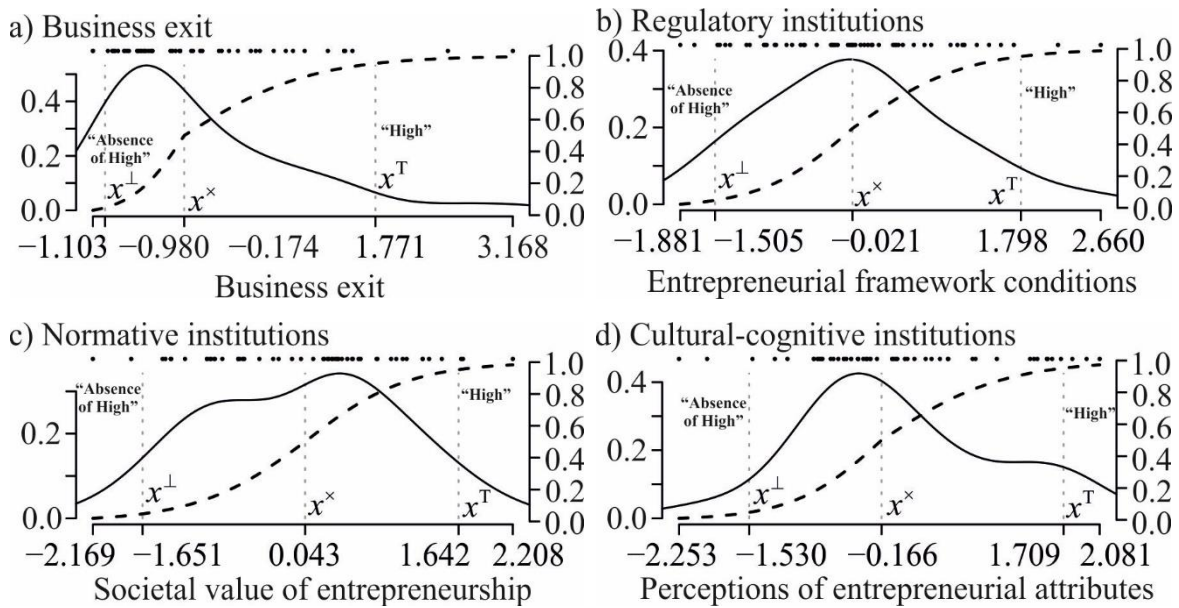 a) Business exit
0.4
0.2
0.0
1.0
0.8
0.6
0.4
0.2
0.0
“Absence
of High”
“High”
x⊥
x×
xT
−1.103 −0.980 −0.174 1.771 3.168
Business exit
b) Regulatory institutions
0.4
0.2
0.0
1.0
0.8
0.6
0.4
0.2
0.0
“Absence
of High”
“High”
x⊥
x×
xT
−1.881 −1.505 −0.021 1.798 2.660
Entrepreneurial framework conditions
c) Normative institutions
0.2
0.0
1.0
0.8
0.6
0.4
0.2
0.0
“Absence
of High”
“High”
x⊥
x×
xT
−2.169 −1.651 0.043 1.642 2.208
Societal value of entrepreneurship
d) Cultural-cognitive institutions
0.4
0.2
0.0
1.0
0.8
0.6
0.4
0.2
0.0
“Absence
of High”
“High”
x⊥
x×
xT
−2.253 −1.530 −0.166 1.709 2.081
Perceptions of entrepreneurial attributes